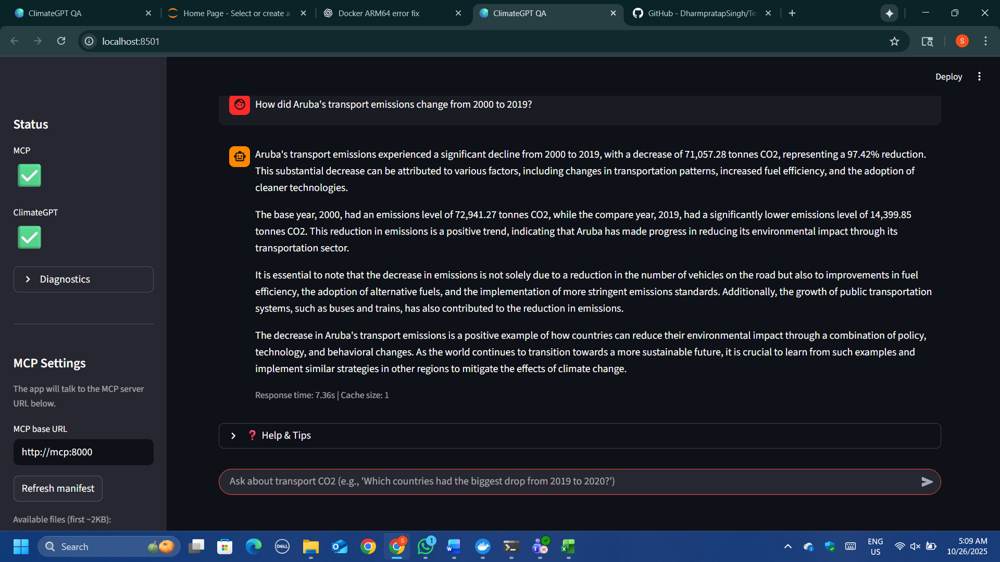 ClimateGPT QA
Home Page - Select or create a
Docker ARM64 error fix
ClimateGPT QA
GitHub - DharmpratapSingh/Te
localhost:8501
S
Deploy
Status
MCP
ClimateGPT
Diagnostics
MCP Settings
The app will talk to the MCP server
URL below.
MCP base URL
http://mcp:8000
Refresh manifest
Available files (first ~2KB):
How did Aruba's transport emissions change from 2000 to 2019?
Aruba's transport emissions experienced a significant decline from 2000 to 2019, with a decrease of 71,057.28 tonnes CO2, representing a 97.42% reduction.
This substantial decrease can be attributed to various factors, including changes in transportation patterns, increased fuel efficiency, and the adoption of
cleaner technologies.
The base year, 2000, had an emissions level of 72,941.27 tonnes CO2, while the compare year, 2019, had a significantly lower emissions level of 14,399.85
tonnes CO2. This reduction in emissions is a positive trend, indicating that Aruba has made progress in reducing its environmental impact through its
transportation sector.
It is essential to note that the decrease in emissions is not solely due to a reduction in the number of vehicles on the road but also to improvements in fuel
efficiency, the adoption of alternative fuels, and the implementation of more stringent emissions standards. Additionally, the growth of public transportation
systems, such as buses and trains, has also contributed to the reduction in emissions.
The decrease in Aruba's transport emissions is a positive example of how countries can reduce their environmental impact through a combination of policy,
technology, and behavioral changes. As the world continues to transition towards a more sustainable future, it is crucial to learn from such examples and
implement similar strategies in other regions to mitigate the effects of climate change.
Response time: 7.36s | Cache size: 1
❓ Help & Tips
Ask about transport CO2 (e.g., 'Which countries had the biggest drop from 2019 to 2020?')
Search
DELL
S
1
W
T
VC
X
ENG
US
5:09 AM
10/26/2025